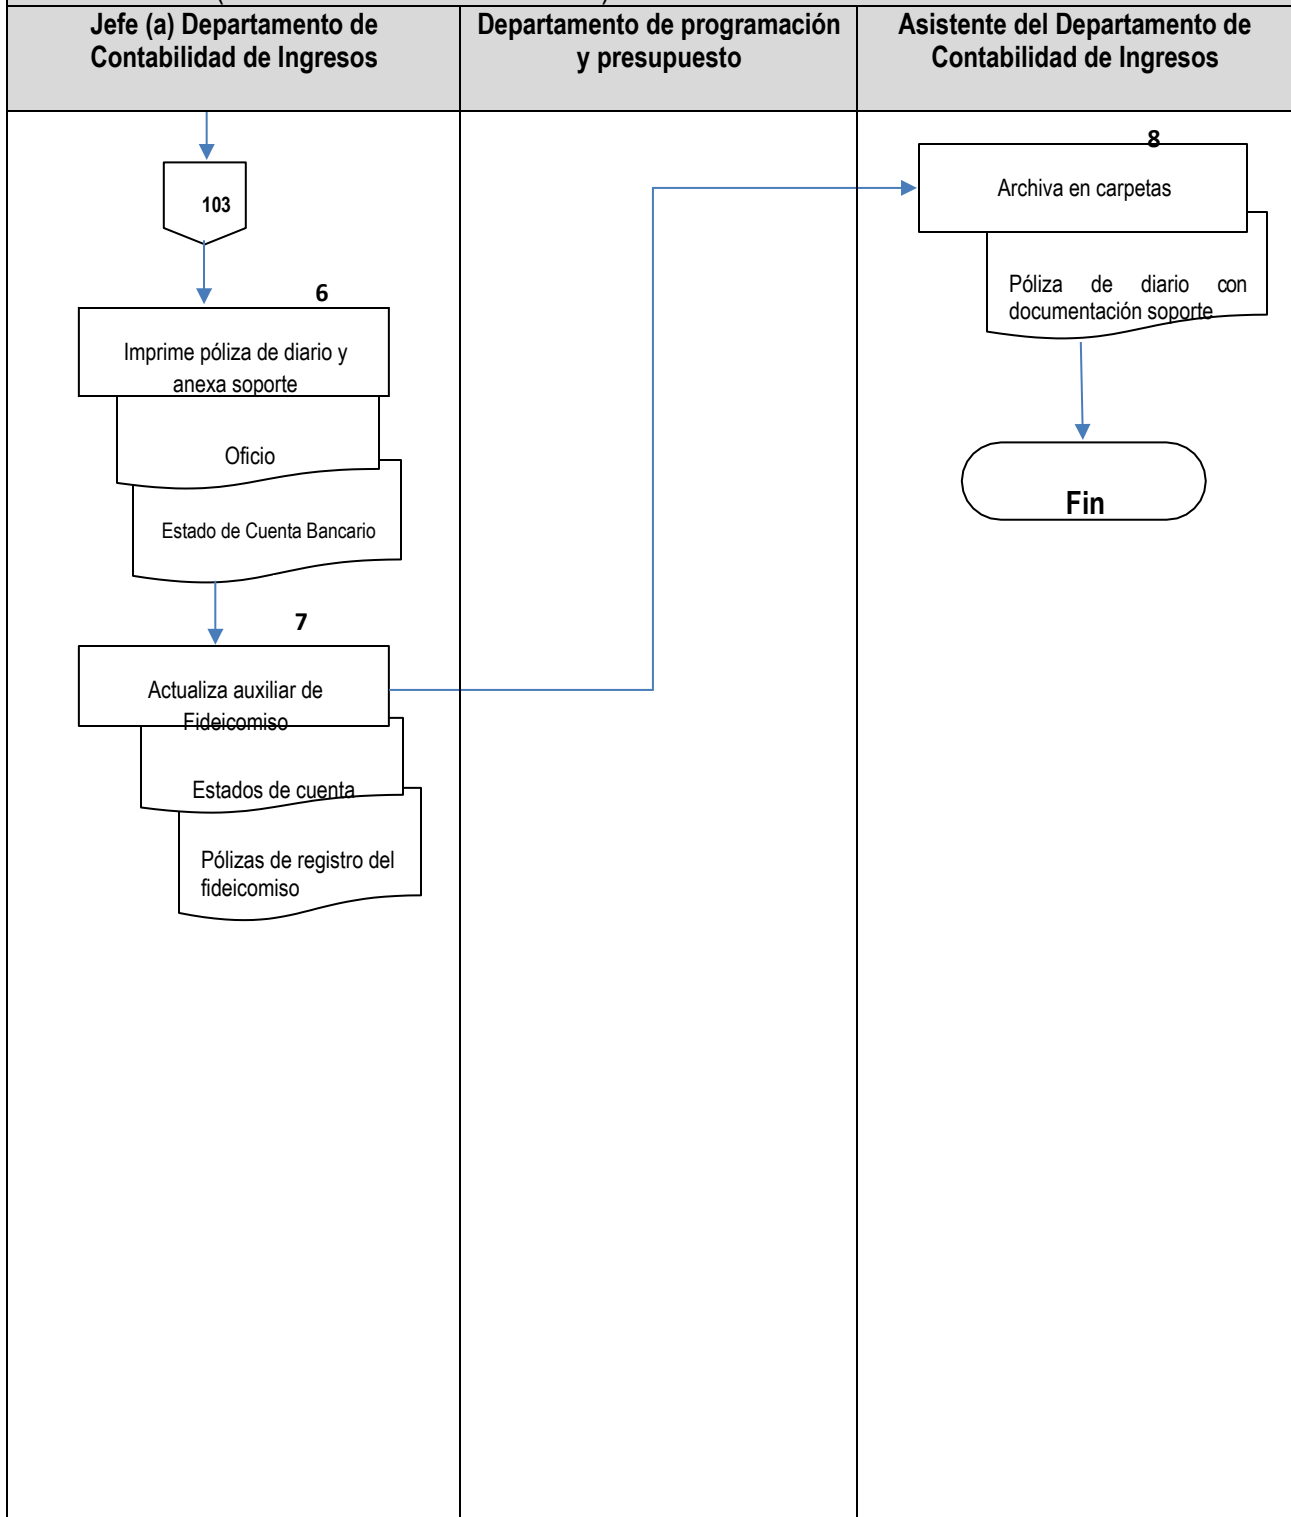 Jefe (a) Departamento de
Contabilidad de Ingresos
Departamento de programación
y presupuesto
Asistente del Departamento de
Contabilidad de Ingresos
103
6
Imprime póliza de diario y
anexa soporte
Oficio
Estado de Cuenta Bancario
7
Actualiza auxiliar de
Fideicomiso
Estados de cuenta
Pólizas de registro del
fideicomiso
8
Archiva en carpetas
Póliza de diario con
documentación soporte
Fin